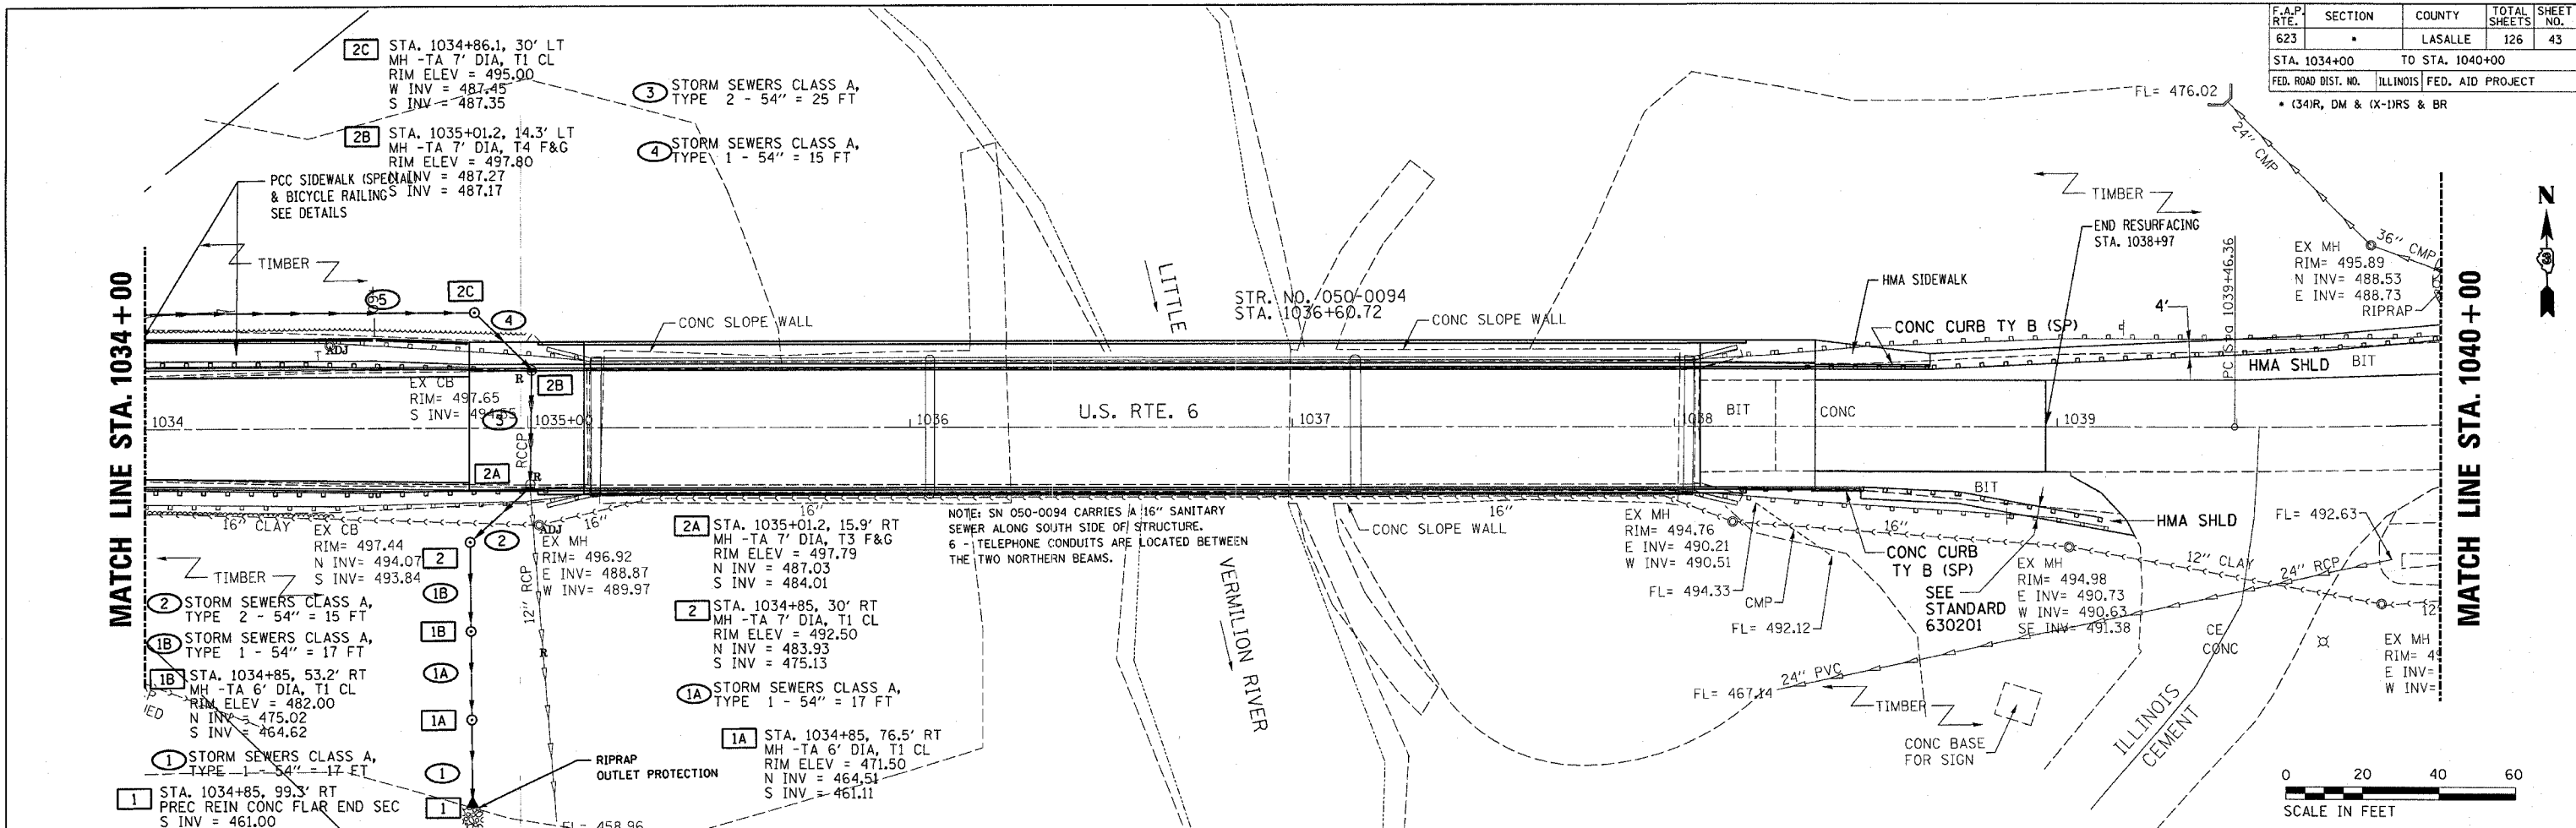 F.A.P. RTE. SECTION COUNTY TOTAL SHEETS SHEET NO.
623 • LASALLE 126 43
STA. 1034+00 TO STA. 1040+00
FED. ROAD DIST. NO. ILLINOIS FED. AID PROJECT
* (34)R, DM & (X-1)RS & BR
2C STA. 1034+86.1, 30' LT
MH -TA 7' DIA, T1 CL
RIM ELEV = 495.00
W INV = 487.45
S INV = 487.35
2B STA. 1035+01.2, 14.3' LT
MH -TA 7' DIA, T4 F&G
RIM ELEV = 497.80
N INV = 487.27
S INV = 487.17
3 STORM SEWERS CLASS A,
TYPE 2 - 54" = 25 FT
4 STORM SEWERS CLASS A,
TYPE 1 - 54" = 15 FT
PCC SIDEWALK (SPECIAL)
& BICYCLE RAILING
SEE DETAILS
TIMBER
MATCH LINE STA. 1034+00
5
2C
4
ADJ
CONC SLOPE WALL
LITTLE
STR. NO. 050-0094
STA. 1036+60.72
CONC SLOPE WALL
FL= 476.02
24" CMP
TIMBER
END RESURFACING
STA. 1038+97
HMA SIDEWALK
CONC CURB TY B (SP)
4'
PC Sta 1039+46.36
EX MH
RIM= 495.89
N INV= 488.53
E INV= 488.73
36" CMP
RIPRAP
N
HMA SHLD
BIT
MATCH LINE STA. 1040+00
EX CB
RIM= 497.65
S INV= 494.55
R
2B
3
1034
1035+00
1036
U.S. RTE. 6
1037
1038
BIT
CONC
1039
RCCP
2A
R
16" CLAY
EX CB
RIM= 497.44
N INV= 494.07
S INV= 493.84
TIMBER
2
2
ADJ
16"
EX MH
RIM= 496.92
E INV= 488.87
W INV= 489.97
12" RCP
R
1B
1B
1A
1A
1
1
2 STORM SEWERS CLASS A,
TYPE 2 - 54" = 15 FT
1B STORM SEWERS CLASS A,
TYPE 1 - 54" = 17 FT
1B STA. 1034+85, 53.2' RT
MH -TA 6' DIA, T1 CL
RIM ELEV = 482.00
N INV = 475.02
S INV = 464.62
1 STORM SEWERS CLASS A,
TYPE 1 - 54" = 17 FT
1 STA. 1034+85, 99.3' RT
PREC REIN CONC FLAR END SEC
S INV = 461.00
RIPRAP
OUTLET PROTECTION
FL= 458.96
2A STA. 1035+01.2, 15.9' RT
MH -TA 7' DIA, T3 F&G
RIM ELEV = 497.79
N INV = 487.03
S INV = 484.01
2 STA. 1034+85, 30' RT
MH -TA 7' DIA, T1 CL
RIM ELEV = 492.50
N INV = 483.93
S INV = 475.13
1A STORM SEWERS CLASS A,
TYPE 1 - 54" = 17 FT
1A STA. 1034+85, 76.5' RT
MH -TA 6' DIA, T1 CL
RIM ELEV = 471.50
N INV = 464.51
S INV = 461.11
16"
NOTE: SN 050-0094 CARRIES A 16" SANITARY
SEWER ALONG SOUTH SIDE OF STRUCTURE.
6 - TELEPHONE CONDUITS ARE LOCATED BETWEEN
THE TWO NORTHERN BEAMS.
VERMILION RIVER
16"
CONC SLOPE WALL
EX MH
RIM= 494.76
E INV= 490.21
W INV= 490.51
FL= 494.33
CMP
FL= 492.12
16"
CONC CURB
TY B (SP)
SEE
STANDARD
630201
BIT
HMA SHLD
EX MH
RIM= 494.98
E INV= 490.73
W INV= 490.63
SE INV= 491.38
12" CLAY
24" RCP
FL= 492.63
12
24" PVC
FL= 467.14
TIMBER
CONC BASE
FOR SIGN
CE
CONC
ILLINOIS
CEMENT
EX MH
RIM= 4
E INV=
W INV=
0 20 40 60
SCALE IN FEET